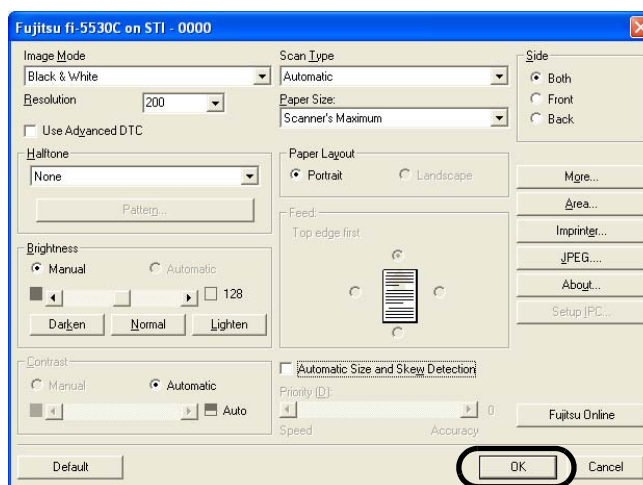 Fujitsu fi-5530C on STI - 0000
Image Mode
Black & White
Resolution
200
Use Advanced DTC
Halftone
None
Pattern...
Brightness
Manual
Automatic
128
Darken
Normal
Lighten
Contrast
Manual
Automatic
Auto
Default
Scan Type
Automatic
Paper Size:
Scanner's Maximum
Paper Layout
Portrait
Landscape
Feed:
Top edge first
Automatic Size and Skew Detection
Priority (D):
0
Speed
Accuracy
Side
Both
Front
Back
More...
Area...
Imprinter...
JPEG....
About...
Setup IPC...
Fujitsu Online
OK
Cancel